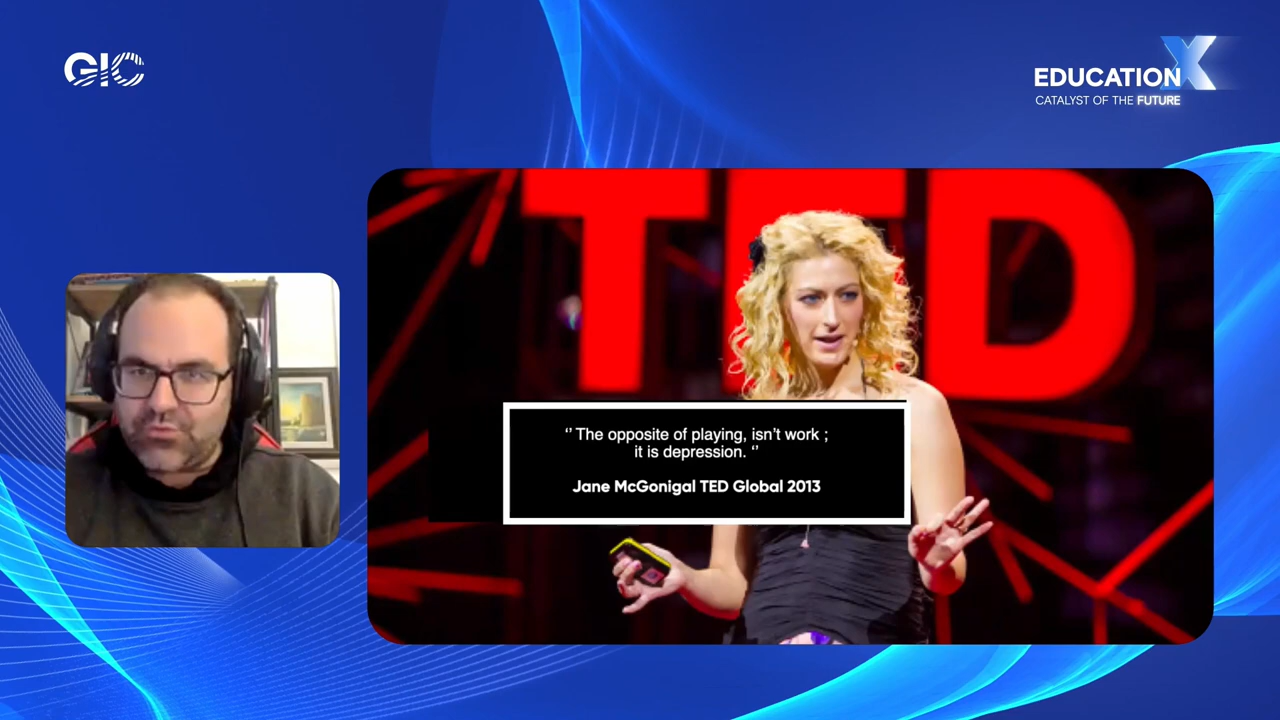 GIC
EDUCATION X
CATALYST OF THE FUTURE
TED
‘’ The opposite of playing, isn’t work ;
it is depression. ‘’
Jane McGonigal TED Global 2013